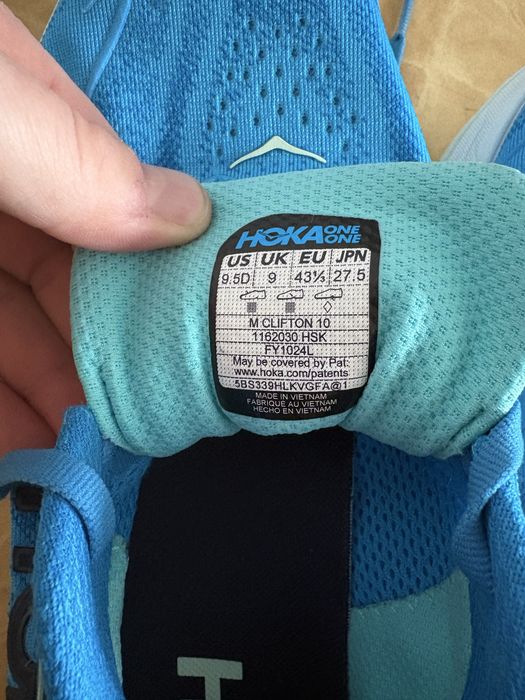 HOKA ONE ONE
US UK EU JPN
9.5D 9 43⅓ 27.5
M CLIFTON 10
1162030 HSK
FY1024L
May be covered by Pat:
www.hoka.com/patents
5BS339HLKVGFA@1
MADE IN VIETNAM
FABRIQUÉ AU VIETNAM
HECHO EN VIETNAM
H